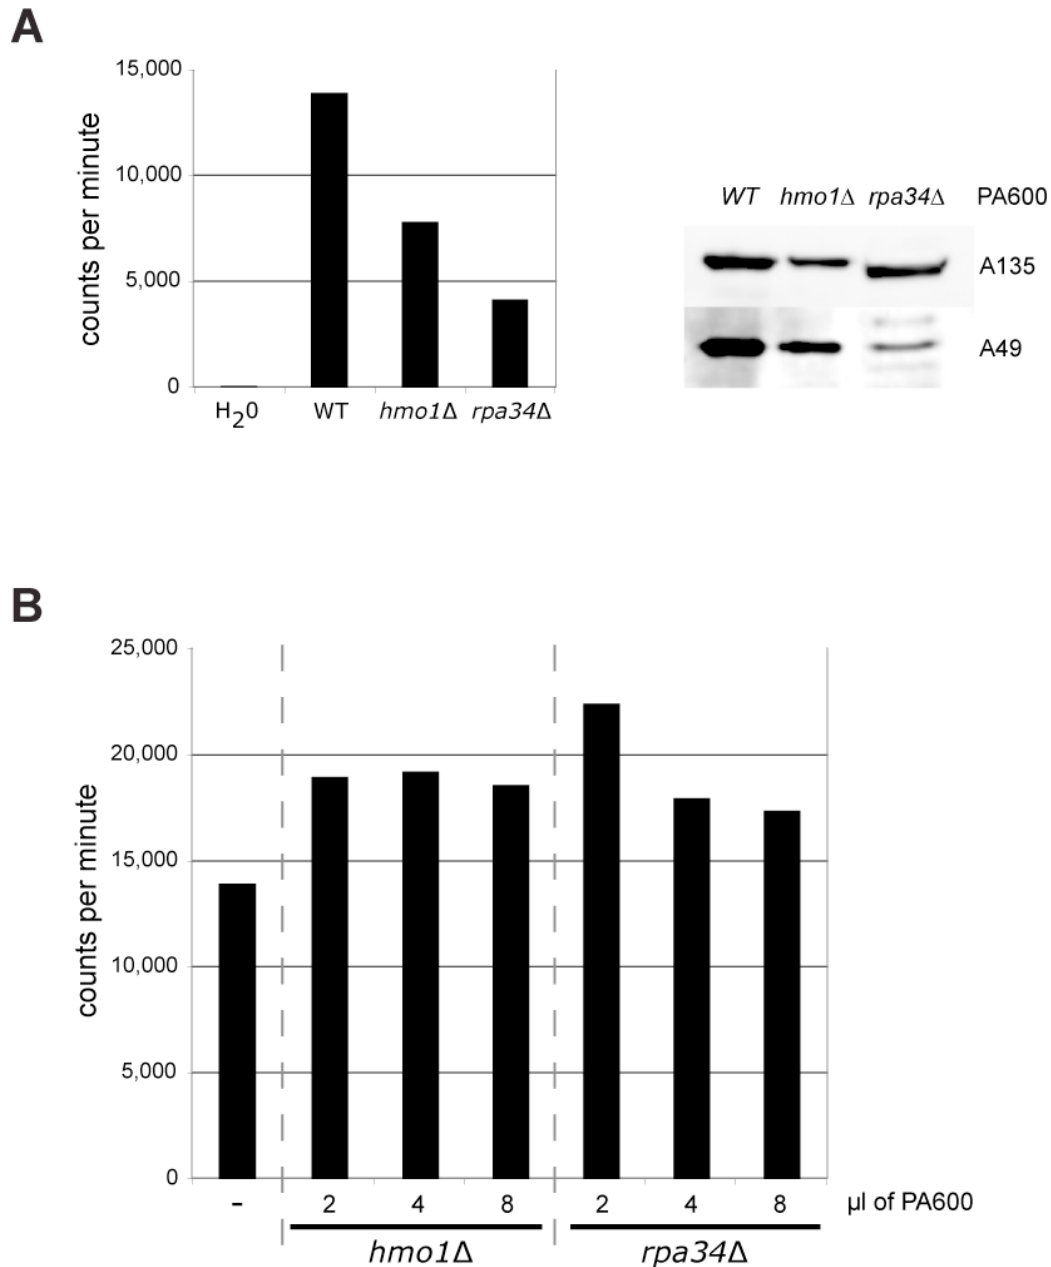 A
counts per minute
15,000
10,000
5,000
0
H20 WT hmo1Δ rpa34Δ
WT hmo1Δ rpa34Δ PA600
A135
A49
B
counts per minute
25,000
20,000
15,000
10,000
5,000
0
- 2 4 8 2 4 8 µl of PA600
hmo1Δ rpa34Δ